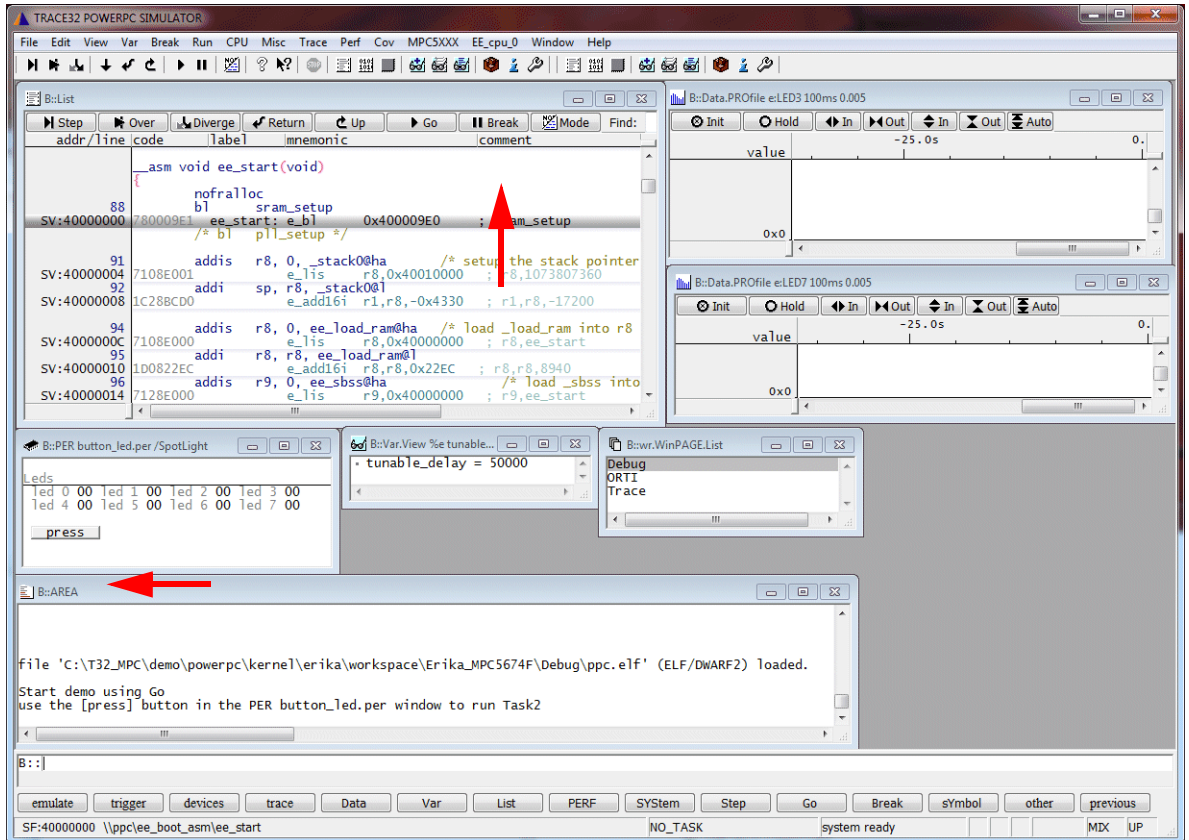 TRACE32 POWERPC SIMULATOR
File Edit View Var Break Run CPU Misc Trace Perf Cov MPC5XXX EE_cpu_0 Window Help
B::List
Step Over Diverge Return Up Go Break Mode Find:
addr/line code label mnemonic comment
__asm void ee_start(void)
{
nofralloc
88 bl sram_setup
SV:40000000 780009E1 ee_start: e_bl 0x400009E0 ; sram_setup
/* bl pll_setup */
91 addis r8, 0, _stack0@ha /* setup the stack pointer
SV:40000004 7108E001 e_lis r8,0x40010000 ; r8,1073807360
92 addi sp, r8, _stack0@l
SV:40000008 1C28BCD0 e_add16i r1,r8,-0x4330 ; r1,r8,-17200
94 addis r8, 0, ee_load_ram@ha /* load _load_ram into r8
SV:4000000C 7108E000 e_lis r8,0x40000000 ; r8,ee_start
95 addi r8, r8, ee_load_ram@l
SV:40000010 1D0822EC e_add16i r8,r8,0x22EC ; r8,r8,8940
96 addis r9, 0, ee_sbss@ha /* load _sbss into
SV:40000014 7128E000 e_lis r9,0x40000000 ; r9,ee_start
B::Data.PROfile e:LED3 100ms 0.005
Init Hold In Out In Out Auto
-25.0s 0.
value
0x0
B::Data.PROfile e:LED7 100ms 0.005
Init Hold In Out In Out Auto
-25.0s 0.
value
0x0
B::PER button_led.per /SpotLight
Leds
led 0 00 led 1 00 led 2 00 led 3 00
led 4 00 led 5 00 led 6 00 led 7 00
press
B::Var.View %e tunable...
tunable_delay = 50000
B::wr.WinPAGE.List
Debug
ORTI
Trace
B::AREA
file 'C:\T32_MPC\demo\powerpc\kernel\erika\workspace\Erika_MPC5674F\Debug\ppc.elf' (ELF/DWARF2) loaded.
Start demo using Go
use the [press] button in the PER button_led.per window to run Task2
B::
emulate trigger devices trace Data Var List PERF SYStem Step Go Break sYmbol other previous
SF:40000000 \\ppc\ee_boot_asm\ee_start NO_TASK system ready MIX UP